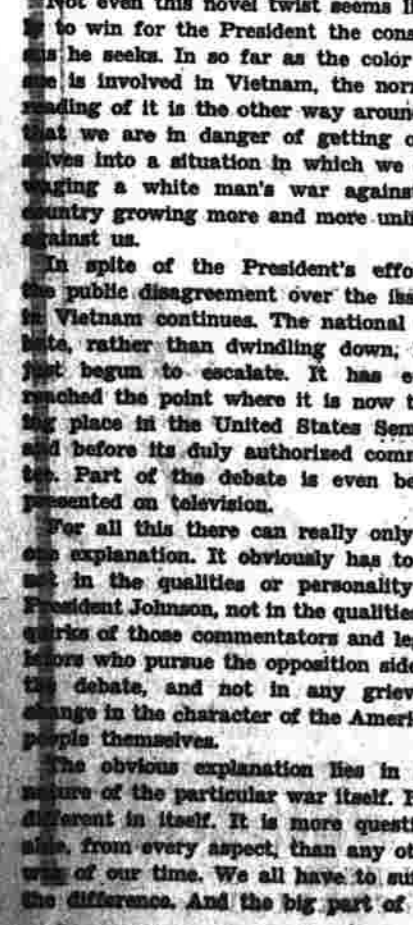 Not even this novel twist seems
to win for the President the cons
he seeks. In so far as the color
is involved in Vietnam, the nor
reading of it is the other way aroun
that we are in danger of getting o
selves into a situation in which we
waging a white man's war agains
country growing more and more uni
against us.
In spite of the President's effo
the public disagreement over the iss
in Vietnam continues. The national
bate, rather than dwindling down,
just begun to escalate. It has e
reached the point where it is now t
ing place in the United States Sen
and before its duly authorized comm
tee. Part of the debate is even be
presented on television.
For all this there can really only
one explanation. It obviously has to
not in the qualities or personality
President Johnson, not in the qualitie
quirks of those commentators and leg
lators who pursue the opposition side
the debate, and not in any griev
change in the character of the Ameri
people themselves.
The obvious explanation lies in
nature of the particular war itself.
different in itself. It is more questi
able, from every aspect, than any ot
war of our time. We all have to suf
the difference. And the big part of